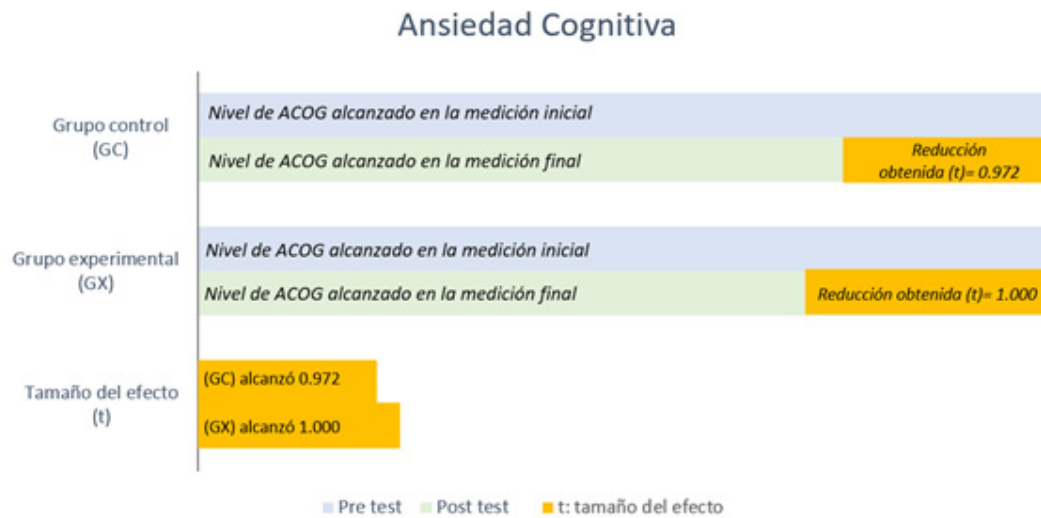 Ansiedad Cognitiva
Grupo control
(GC)
Nivel de ACOG alcanzado en la medición inicial
Nivel de ACOG alcanzado en la medición final
Reducción
obtenida (t)= 0.972
Grupo experimental
(GX)
Nivel de ACOG alcanzado en la medición inicial
Nivel de ACOG alcanzado en la medición final
Reducción obtenida (t)= 1.000
Tamaño del efecto
(t)
(GC) alcanzó 0.972
(GX) alcanzó 1.000
Pre test
Post test
t: tamaño del efecto